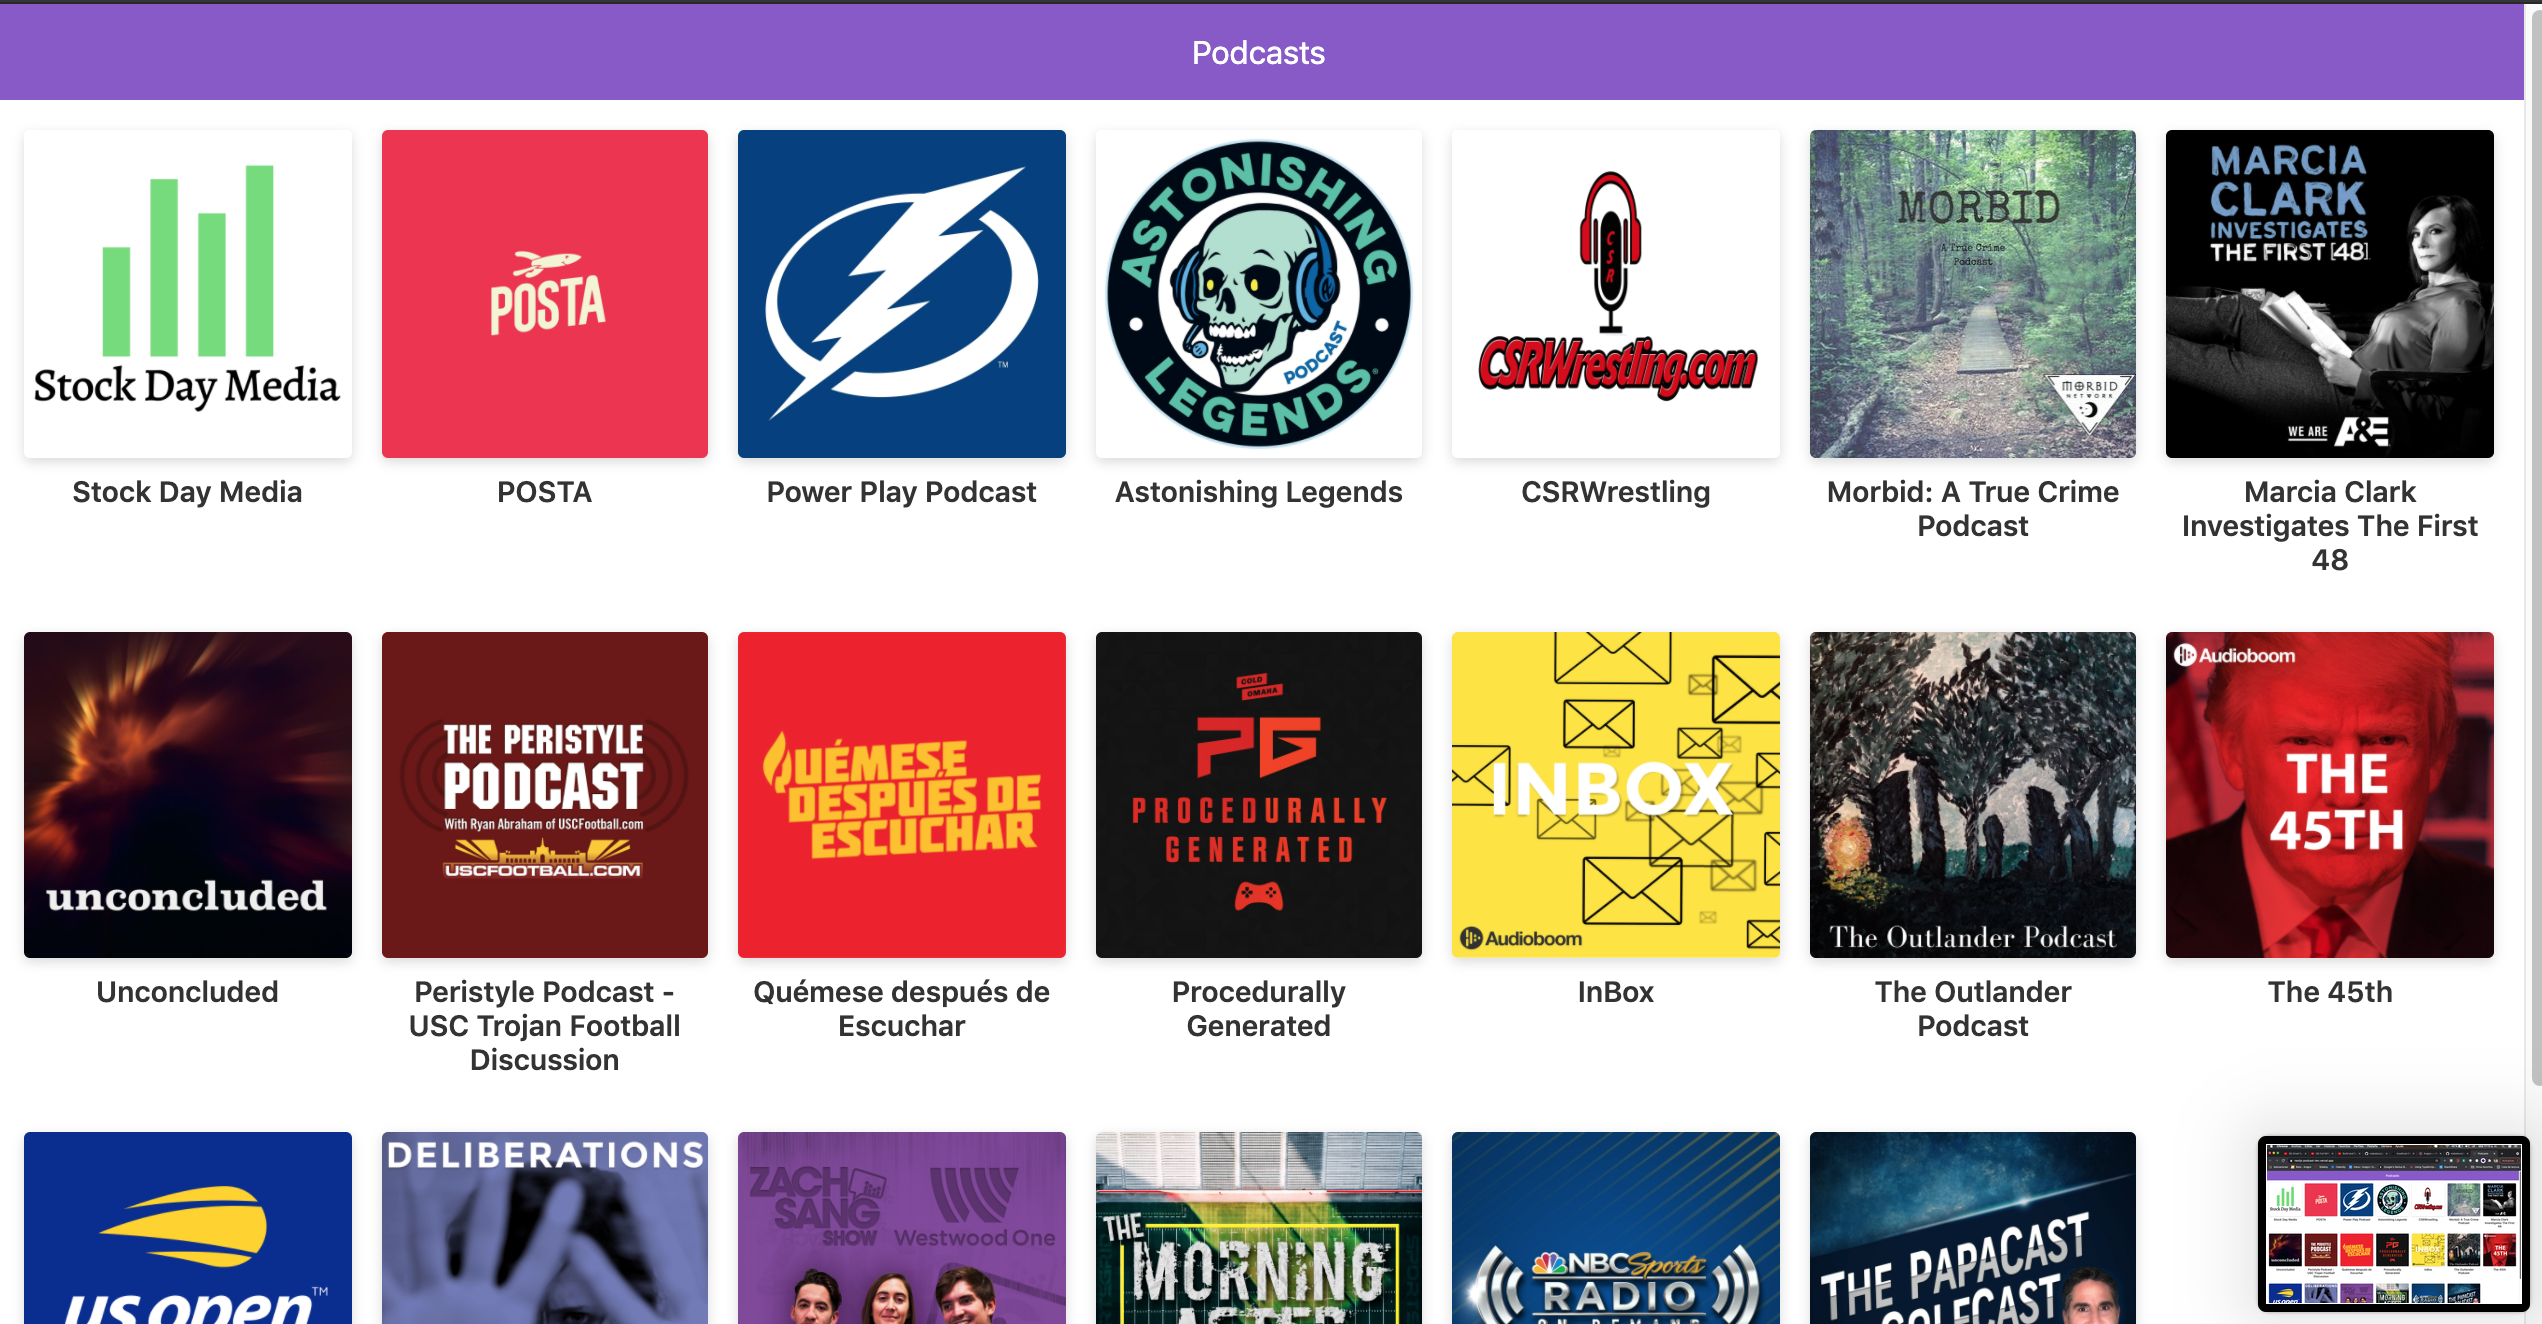 Podcasts
Stock Day Media
POSTA
TM
ASTONISHING
LEGENDS
PODCAST
CSR
CSRWrestling.com
MORBID
A True Crime
Podcast
MORBID
NETWORK
MARCIA
CLARK
INVESTIGATES
THE FIRST [48]
WE ARE A&E
Stock Day Media
POSTA
Power Play Podcast
Astonishing Legends
CSRWrestling
Morbid: A True Crime
Podcast
Marcia Clark
Investigates The First
48
unconcluded
THE PERISTYLE
PODCAST
With Ryan Abraham of USCFootball.com
USCFOOTBALL.COM
QUÉMESE
DESPUÉS DE
ESCUCHAR
COLD
OMAHA
PG
PROCEDURALLY
GENERATED
INBOX
Audioboom
The Outlander Podcast
Audioboom
THE
45TH
Unconcluded
Peristyle Podcast -
USC Trojan Football
Discussion
Quémese después de
Escuchar
Procedurally
Generated
InBox
The Outlander
Podcast
The 45th
us open
TM
DELIBERATIONS
ZACH
SANG
SHOW
Westwood One
THE
MORNING
AFTER
NBC Sports
RADIO
ON DEMAND
THE PAPACAST
GOLFCAST